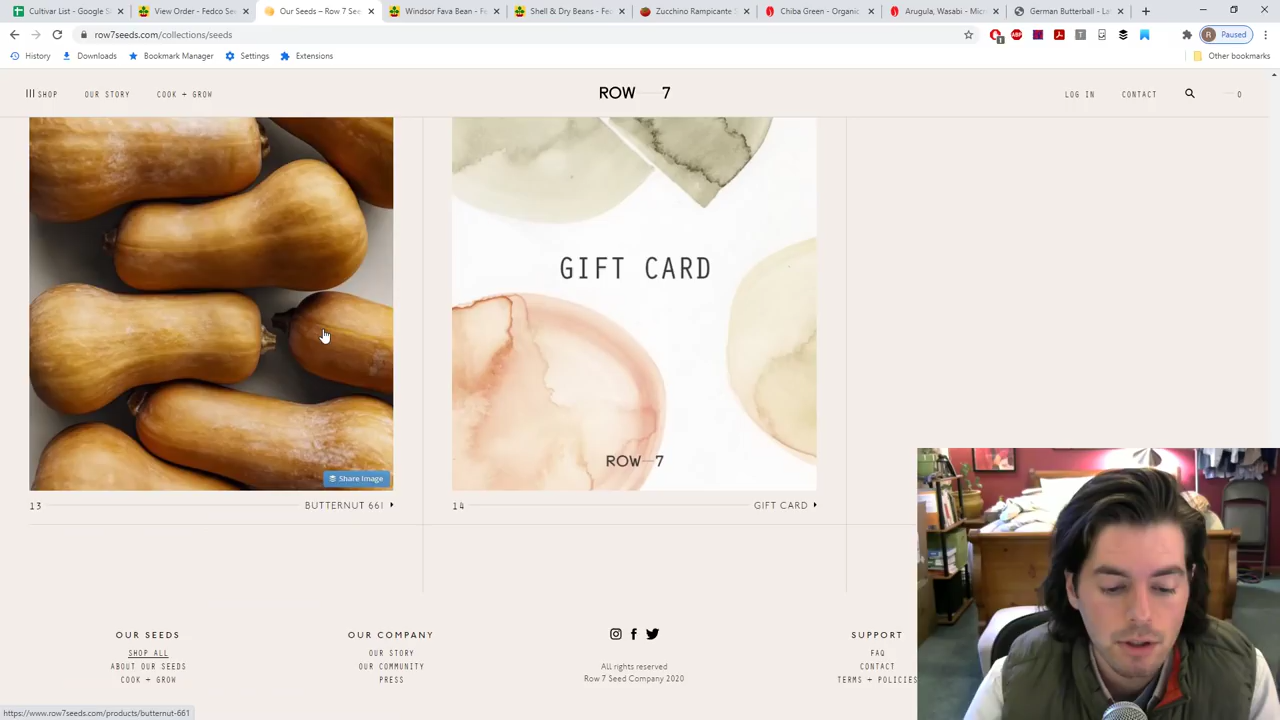 Cultivar List - Google S
View Order - Fedco See
Our Seeds – Row 7 See
Windsor Fava Bean - Fe
Shell & Dry Beans - Fed
Zucchino Rampicante S
Chiba Green - Organic
Arugula, Wasabi - Micr
German Butterball - La
row7seeds.com/collections/seeds
Paused
History
Downloads
Bookmark Manager
Settings
Extensions
Other bookmarks
SHOP
OUR STORY
COOK + GROW
ROW 7
LOG IN
CONTACT
0
GIFT CARD
ROW 7
Share Image
13
BUTTERNUT 661
14
GIFT CARD
OUR SEEDS
SHOP ALL
ABOUT OUR SEEDS
COOK + GROW
OUR COMPANY
OUR STORY
OUR COMMUNITY
PRESS
All rights reserved
Row 7 Seed Company 2020
SUPPORT
FAQ
CONTACT
TERMS + POLICIES
https://www.row7seeds.com/products/butternut-661